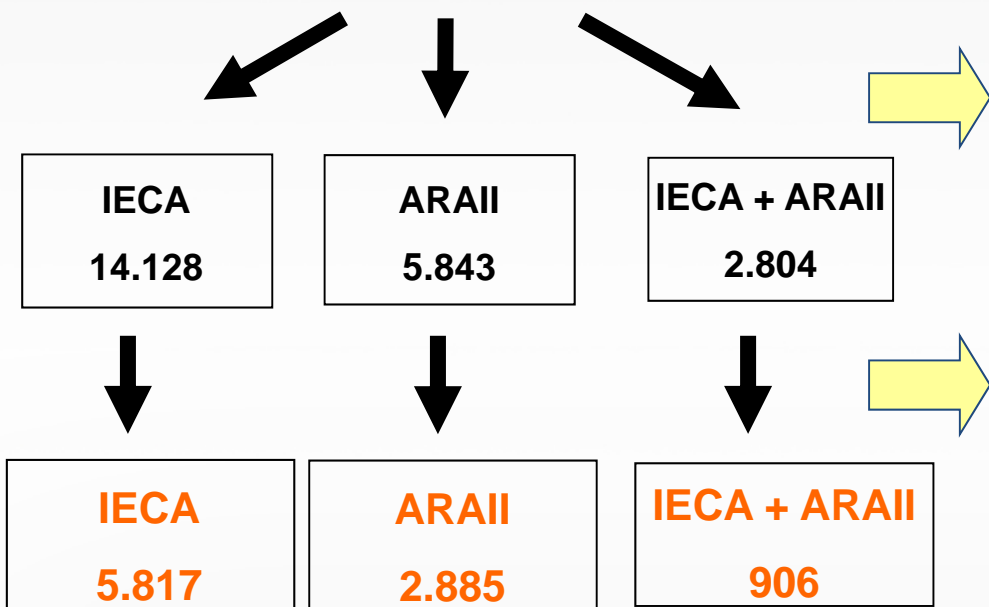 IECA
14.128
ARAII
5.843
IECA + ARAII
2.804
IECA
5.817
ARAII
2.885
IECA + ARAII
906